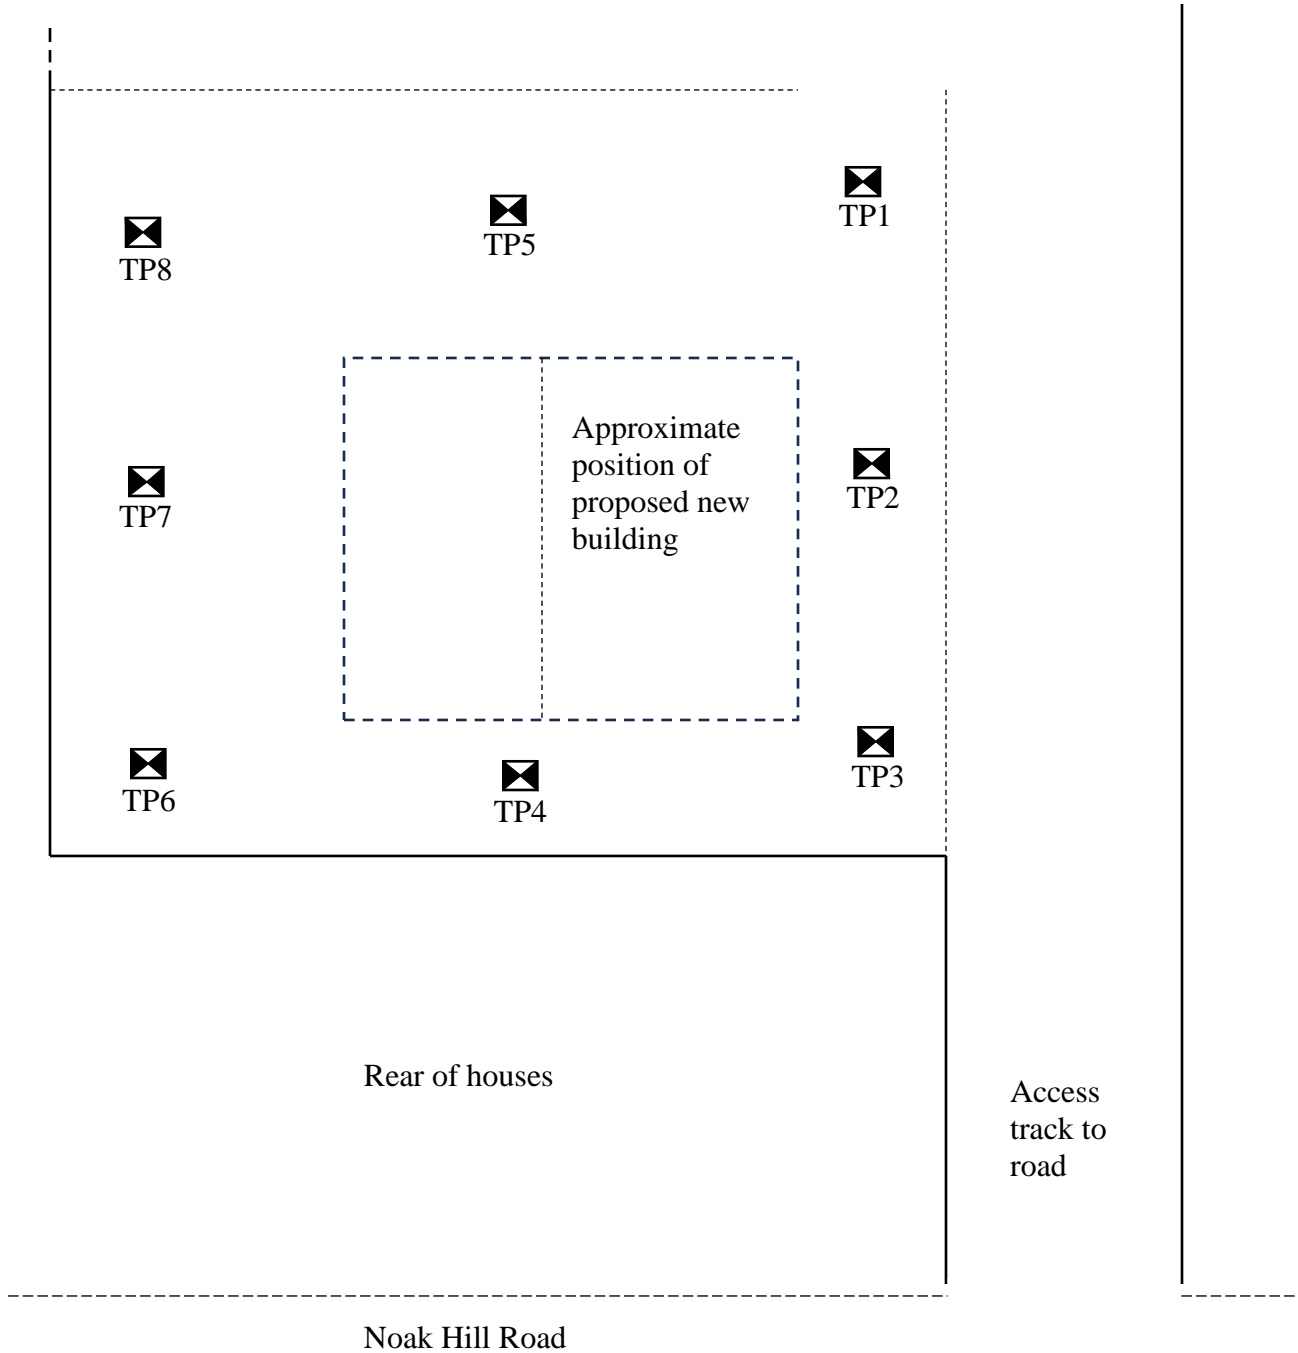 TP1
TP5
TP8
Approximate
position of
proposed new
building
TP2
TP7
TP3
TP6
TP4
Rear of houses
Access
track to
road
Noak Hill Road